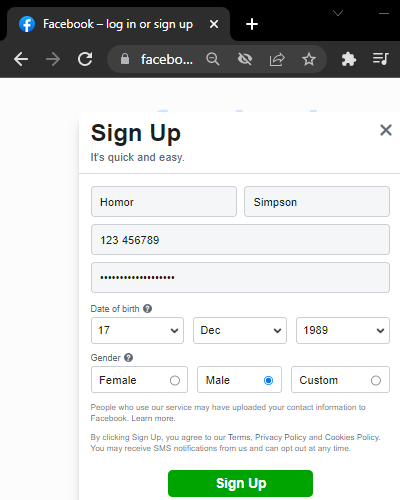 Facebook – log in or sign up
facebo...
Sign Up
It's quick and easy.
Homor
Simpson
123 456789
•••••••••••••••••••
Date of birth
17
Dec
1989
Gender
Female
Male
Custom
People who use our service may have uploaded your contact information to
Facebook. Learn more.
By clicking Sign Up, you agree to our Terms, Privacy Policy and Cookies Policy.
You may receive SMS notifications from us and can opt out at any time.
Sign Up